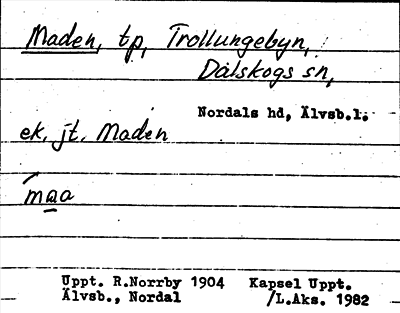 Maden, tp, Trollungebyn,
Dalskogs sn,
Nordals hd, Älvsb.l.
ek. jt. Maden
maa
Uppt. R.Norrby 1904 Kapsel Uppt.
Älvsb., Nordal /L.Aks. 1982